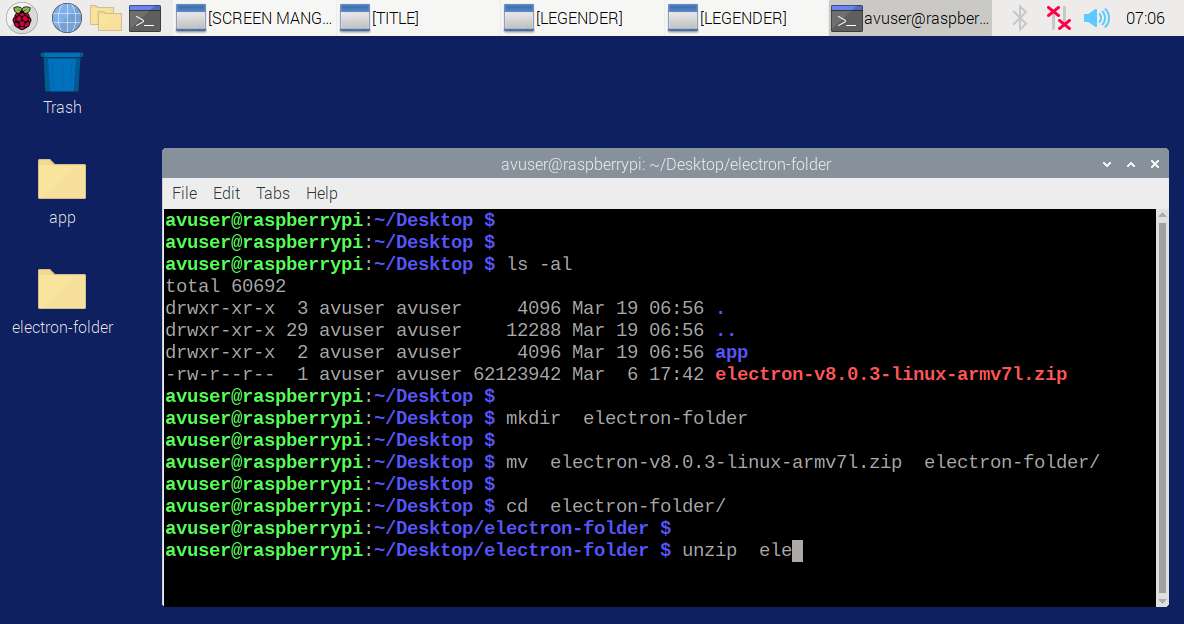 [SCREEN MANG... [TITLE] [LEGENDER] [LEGENDER] avuser@raspber... 07:06
Trash
app
electron-folder
avuser@raspberrypi: ~/Desktop/electron-folder
File Edit Tabs Help
avuser@raspberrypi:~/Desktop $
avuser@raspberrypi:~/Desktop $
avuser@raspberrypi:~/Desktop $ ls -al
total 60692
drwxr-xr-x  3 avuser avuser     4096 Mar 19 06:56 .
drwxr-xr-x 29 avuser avuser    12288 Mar 19 06:56 ..
drwxr-xr-x  2 avuser avuser     4096 Mar 19 06:56 app
-rw-r--r--  1 avuser avuser 62123942 Mar  6 17:42 electron-v8.0.3-linux-armv7l.zip
avuser@raspberrypi:~/Desktop $
avuser@raspberrypi:~/Desktop $ mkdir  electron-folder
avuser@raspberrypi:~/Desktop $
avuser@raspberrypi:~/Desktop $ mv  electron-v8.0.3-linux-armv7l.zip  electron-folder/
avuser@raspberrypi:~/Desktop $
avuser@raspberrypi:~/Desktop $ cd  electron-folder/
avuser@raspberrypi:~/Desktop/electron-folder $
avuser@raspberrypi:~/Desktop/electron-folder $ unzip  ele